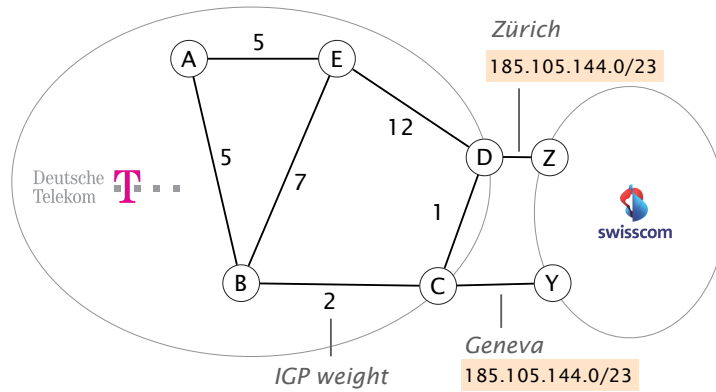 Zürich
185.105.144.0/23
A
5
E
12
D
Z
5
7
Deutsche
Telekom
T
1
swisscom
B
2
C
Y
IGP weight
Geneva
185.105.144.0/23